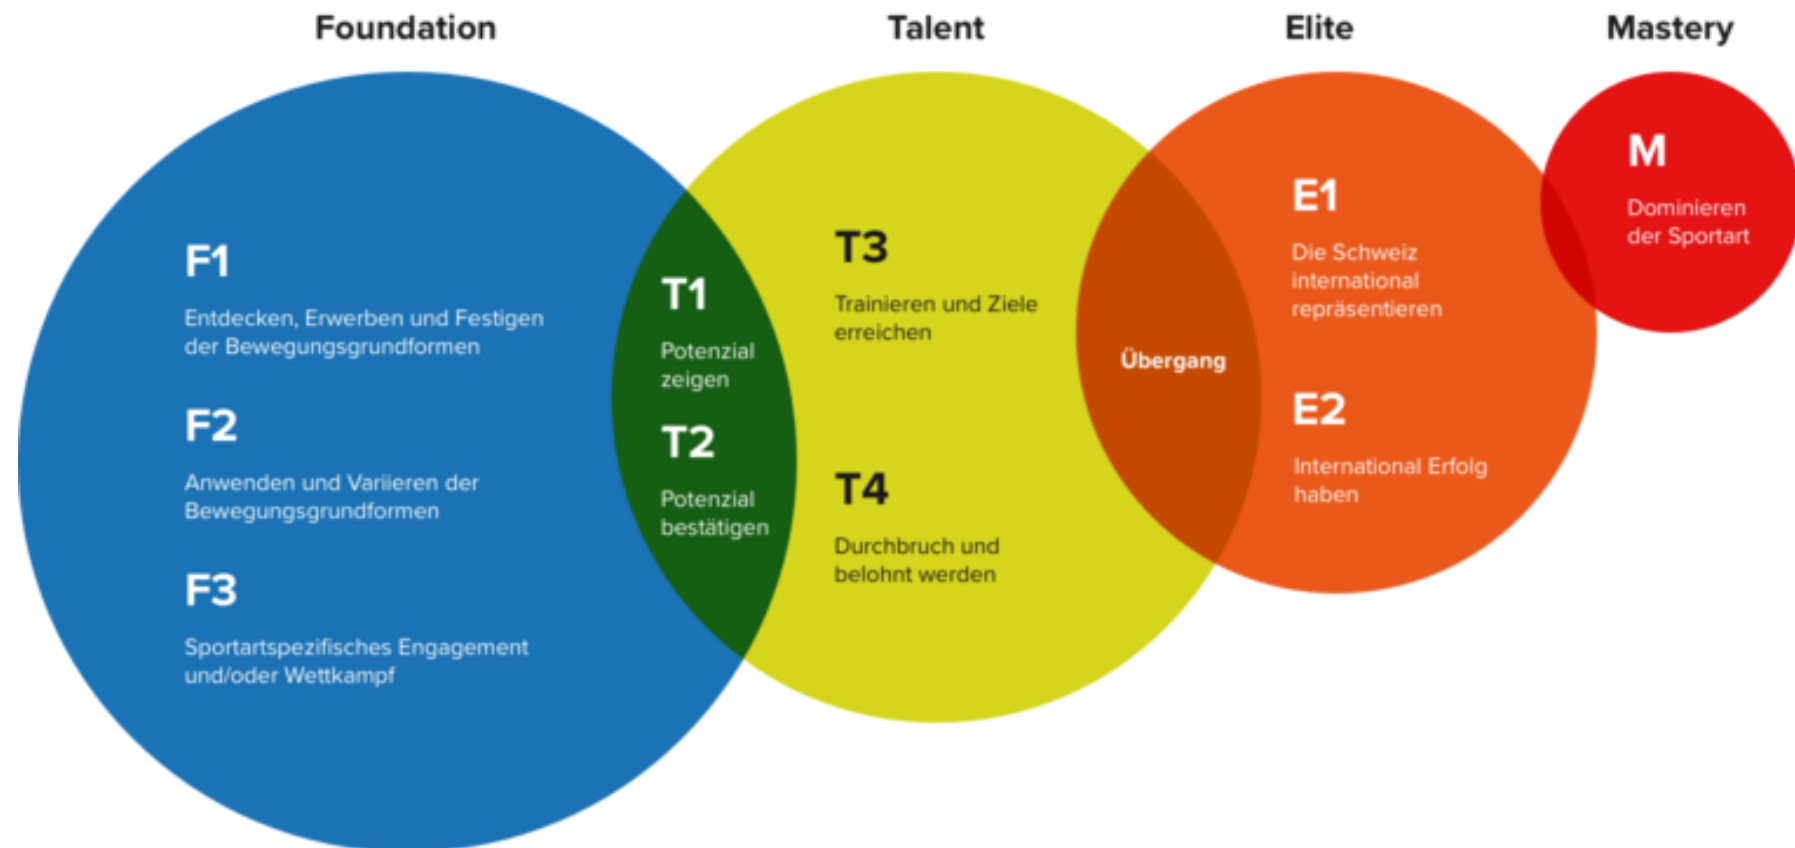 Foundation
Talent
Elite
Mastery
F1
Entdecken, Erwerben und Festigen
der Bewegungsgrundformen
F2
Anwenden und Variieren der
Bewegungsgrundformen
F3
Sportartspezifisches Engagement
und/oder Wettkampf
T1
Potenzial
zeigen
T2
Potenzial
bestätigen
T3
Trainieren und Ziele
erreichen
T4
Durchbruch und
belohnt werden
Übergang
E1
Die Schweiz
international
repräsentieren
E2
International Erfolg
haben
M
Dominieren
der Sportart